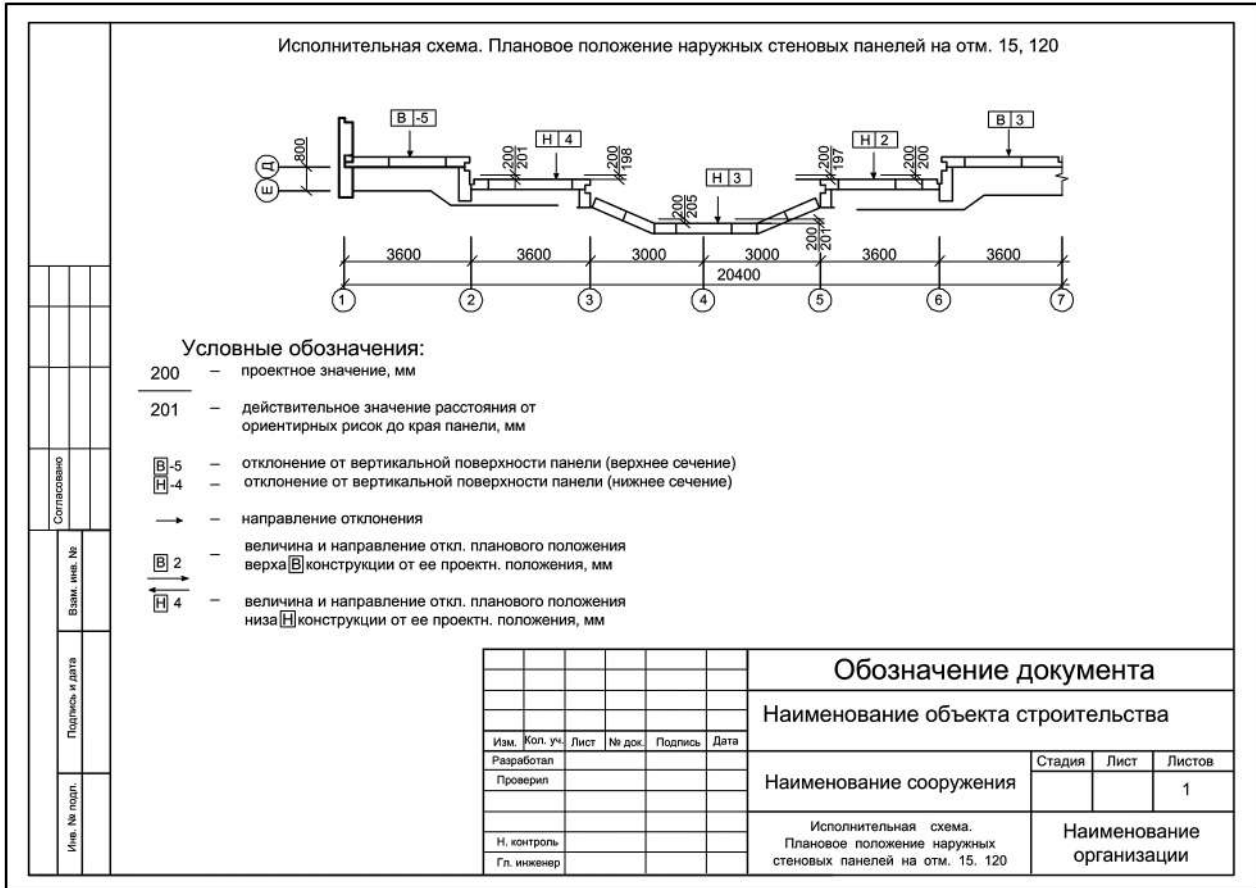 Исполнительная схема. Плановое положение наружных стеновых панелей на отм. 15, 120
В -5
Н 4
Н 3
Н 2
В 3
800
200
201
200
198
200
205
200
197
200
200
200
201
Д
Е
3600 3600 3000 3000 3600 3600
20400
1 2 3 4 5 6 7
Условные обозначения:
200 – проектное значение, мм
201 – действительное значение расстояния от
ориентирных рисок до края панели, мм
В -5 – отклонение от вертикальной поверхности панели (верхнее сечение)
Н -4 – отклонение от вертикальной поверхности панели (нижнее сечение)
– направление отклонения
В 2 – величина и направление откл. планового положения
верха В конструкции от ее проектн. положения, мм
Н 4 – величина и направление откл. планового положения
низа Н конструкции от ее проектн. положения, мм
Согласовано
Взам. инв. №
Подпись и дата
Инв. № подл.
Изм. Кол. уч. Лист № док. Подпись Дата
Разработал
Проверил
Н. контроль
Гл. инженер
Обозначение документа
Наименование объекта строительства
Наименование сооружения
Стадия Лист Листов
1
Исполнительная схема.
Плановое положение наружных
стеновых панелей на отм. 15. 120
Наименование
организации